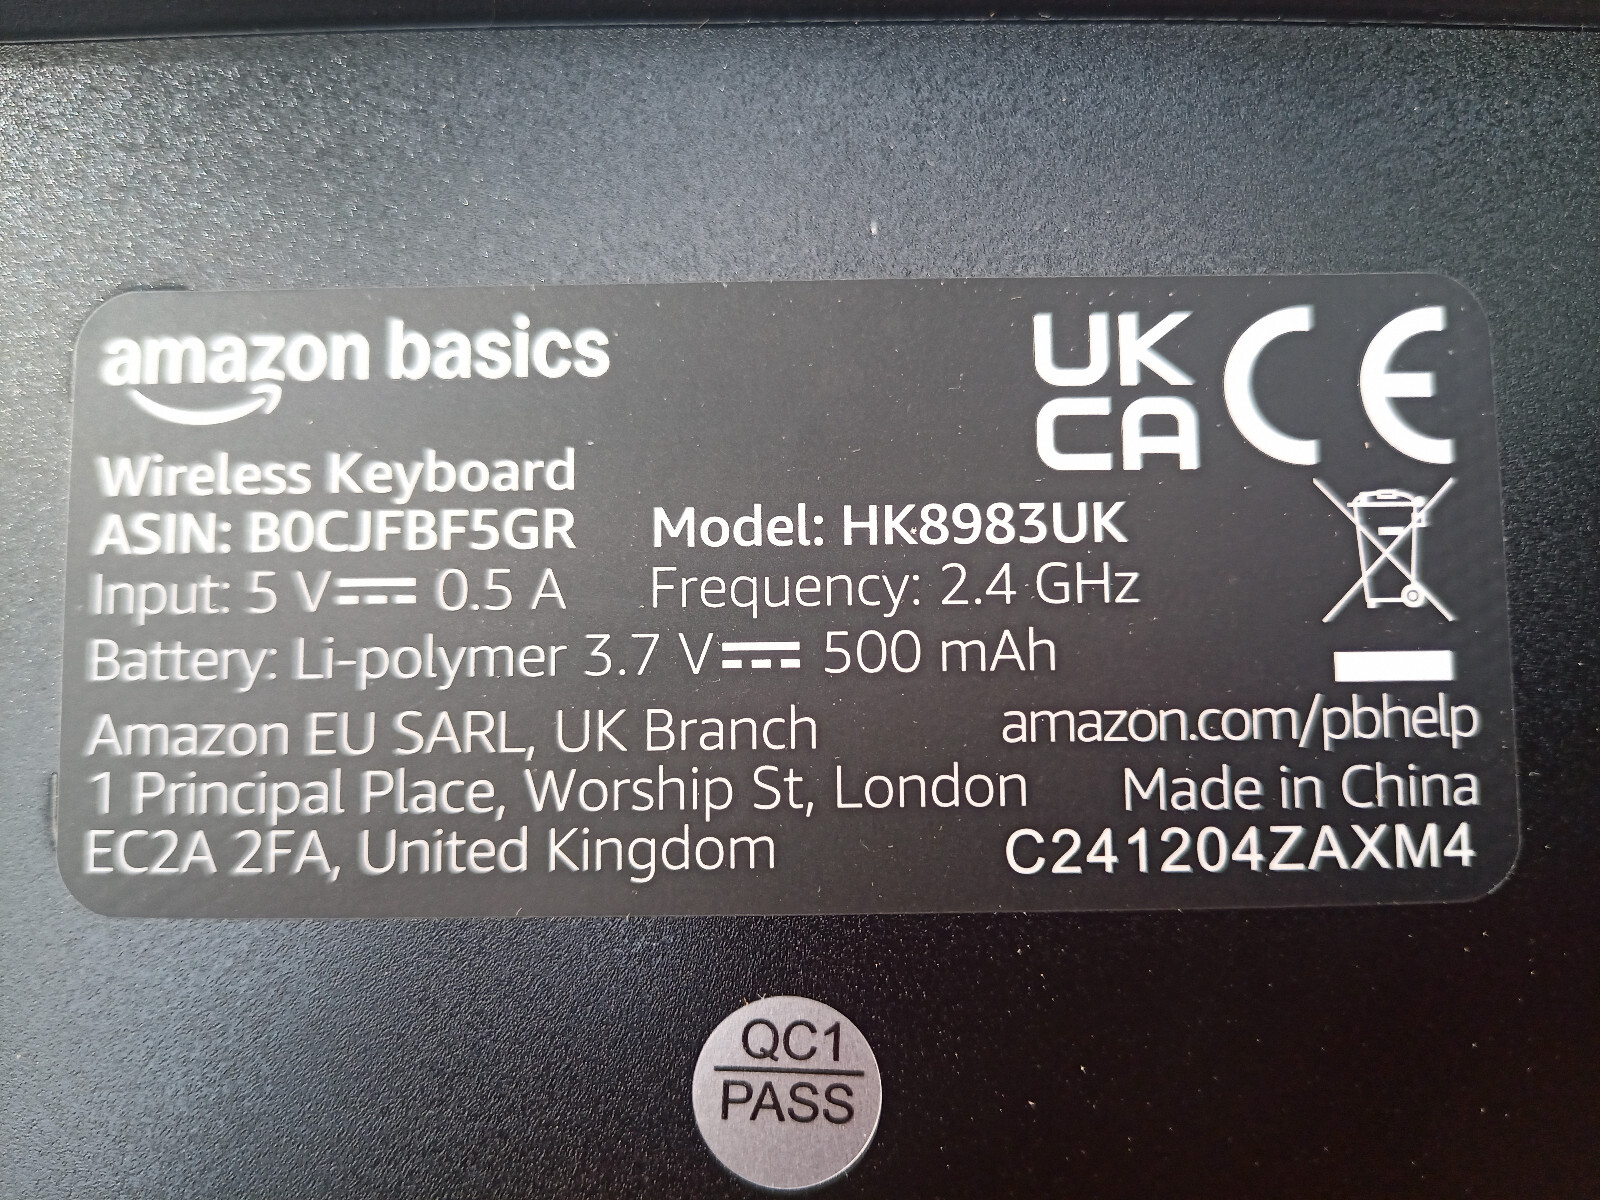 amazon basics
UK
CA
CE
Wireless Keyboard
ASIN: B0CJFBF5GR Model: HK8983UK
Input: 5 V⎓ 0.5 A Frequency: 2.4 GHz
Battery: Li-polymer 3.7 V⎓ 500 mAh
Amazon EU SARL, UK Branch amazon.com/pbhelp
1 Principal Place, Worship St, London Made in China
EC2A 2FA, United Kingdom C241204ZAXM4
QC1
PASS